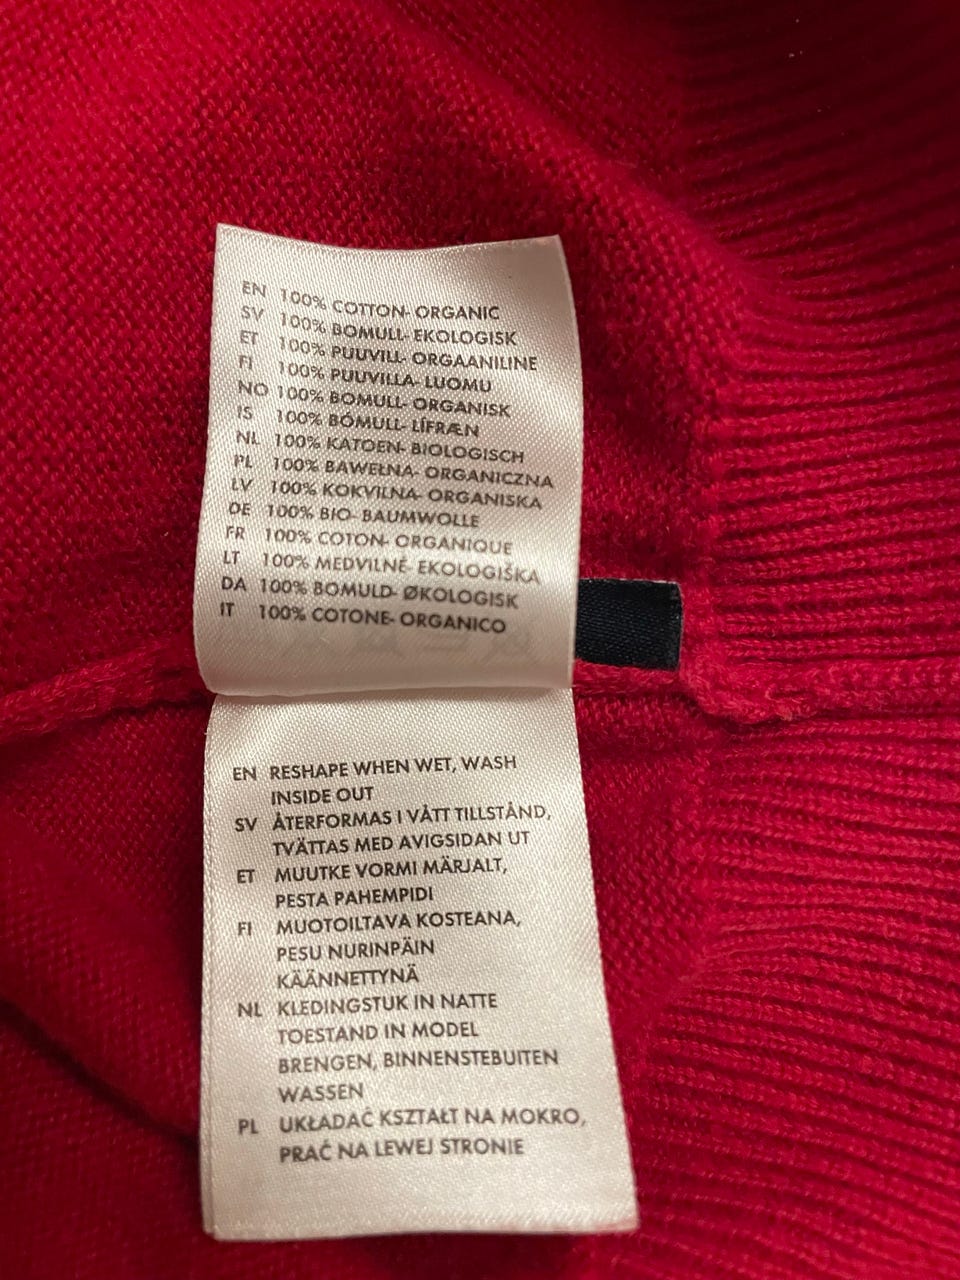 EN 100% COTTON- ORGANIC
SV 100% BOMULL- EKOLOGISK
ET 100% PUUVILL- ORGAANILINE
FI 100% PUUVILLA- LUOMU
NO 100% BOMULL- ORGANISK
IS 100% BÓMULL- LÍFRÆN
NL 100% KATOEN- BIOLOGISCH
PL 100% BAWEŁNA- ORGANICZNA
LV 100% KOKVILNA- ORGANISKA
DE 100% BIO- BAUMWOLLE
FR 100% COTON- ORGANIQUE
LT 100% MEDVILNĖ- EKOLOGIŠKA
DA 100% BOMULD- ØKOLOGISK
IT 100% COTONE- ORGANICO
EN RESHAPE WHEN WET, WASH
INSIDE OUT
SV ÅTERFORMAS I VÅTT TILLSTÅND,
TVÄTTAS MED AVIGSIDAN UT
ET MUUTKE VORMI MÄRJALT,
PESTA PAHEMPIDI
FI MUOTOILTAVA KOSTEANA,
PESU NURINPÄIN
KÄÄNNETTYNÄ
NL KLEDINGSTUK IN NATTE
TOESTAND IN MODEL
BRENGEN, BINNENSTEBUITEN
WASSEN
PL UKŁADAĆ KSZTAŁT NA MOKRO,
PRAĆ NA LEWEJ STRONIE